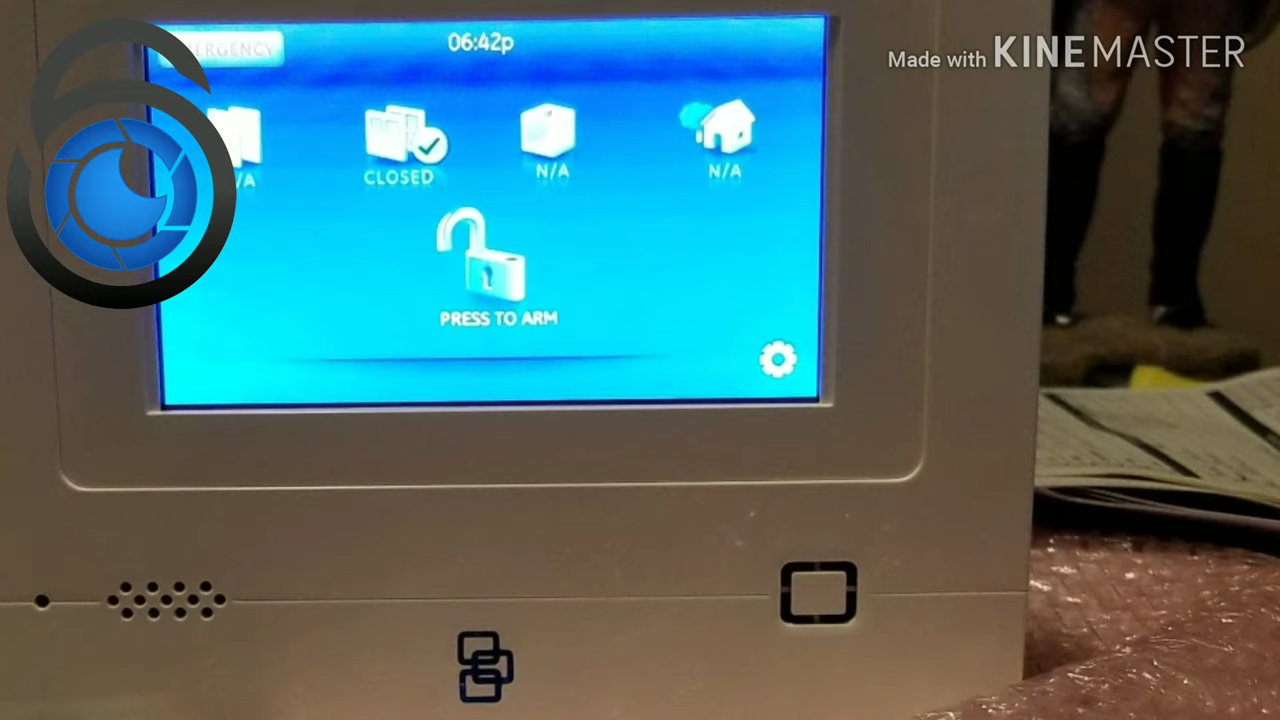 06:42p
Made with KINEMASTER
CLOSED
N/A
N/A
PRESS TO ARM